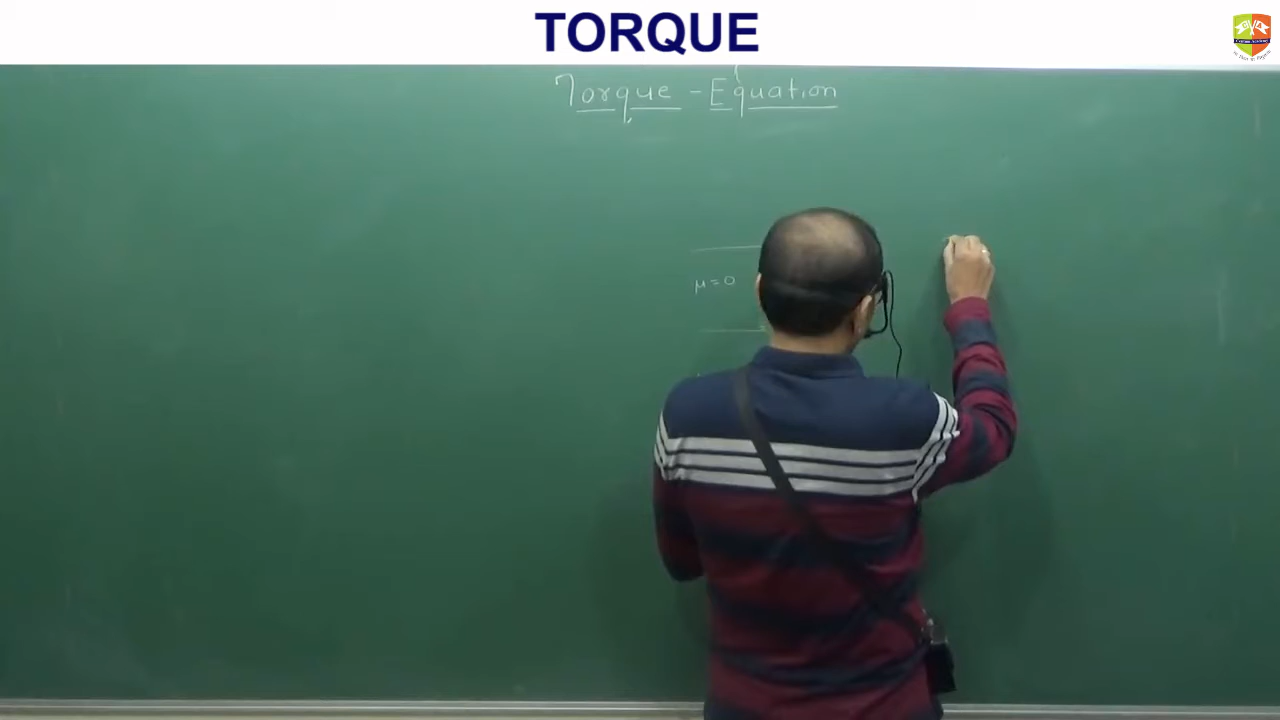 TORQUE
Torque - Equation
μ = 0